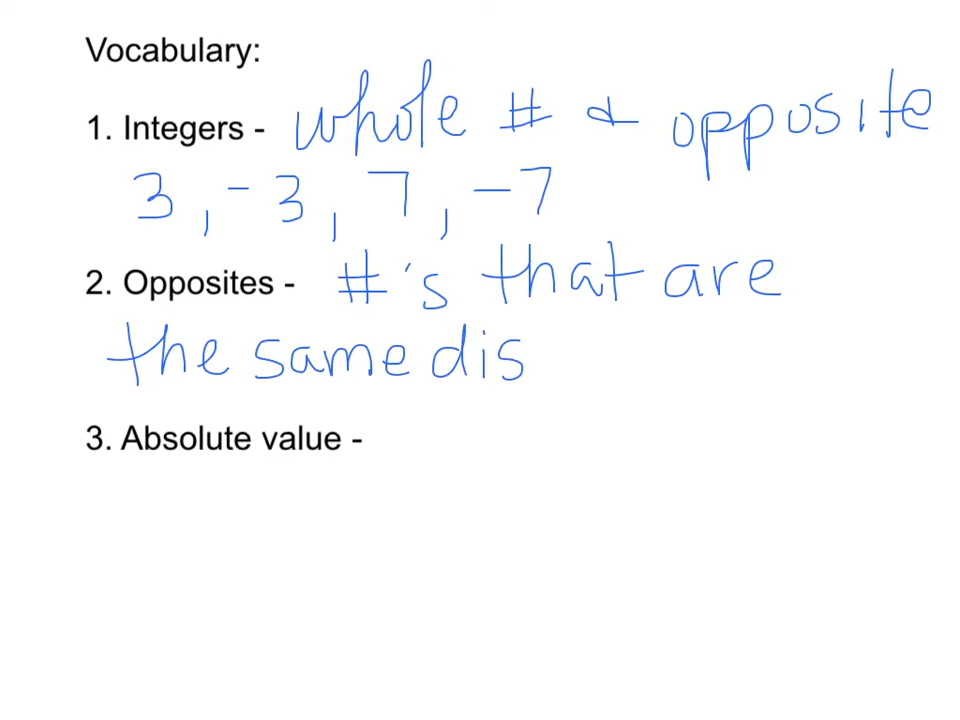 Vocabulary:
1. Integers - whole # & opposite
3, -3, 7, -7
2. Opposites - #'s that are
the same dis
3. Absolute value -